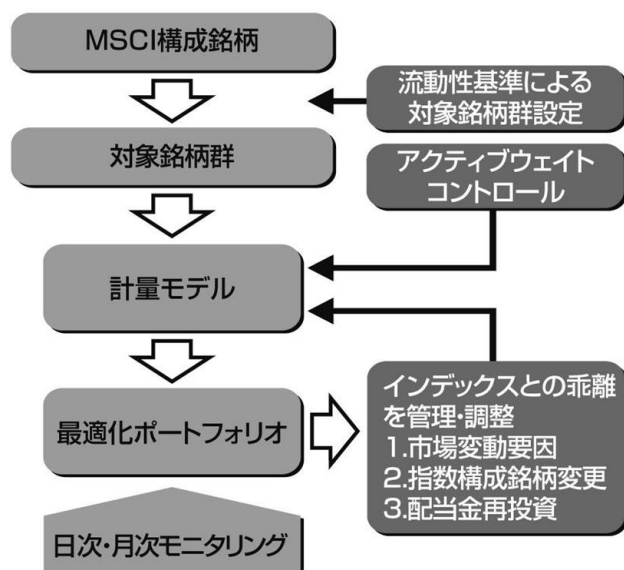 MSCI構成銘柄
流動性基準による
対象銘柄群設定
対象銘柄群
アクティブウェイト
コントロール
計量モデル
最適化ポートフォリオ
インデックスとの乖離
を管理・調整
1.市場変動要因
2.指数構成銘柄変更
3.配当金再投資
日次・月次モニタリング